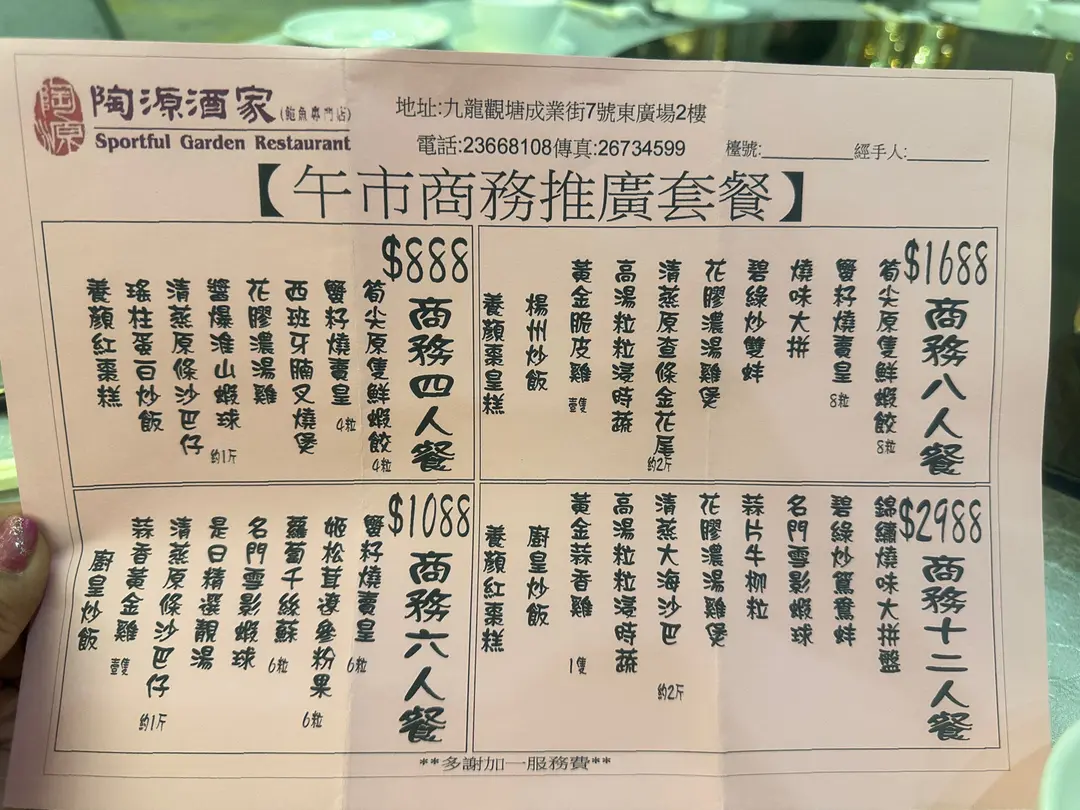 陶源
陶源酒家(鮑魚專門店)
Sportful Garden Restaurant
地址:九龍觀塘成業街7號東廣場2樓
電話:23668108傳真:26734599
檯號:
經手人:
【午市商務推廣套餐】
$888
商務四人餐
筍尖原隻鮮蝦餃
4粒
蟹籽燒賣皇
4粒
西班牙腩叉燒煲
花膠濃湯雞
醬爆淮山蝦球
約1斤
清蒸原條沙巴仔
瑤柱蛋白炒飯
養顏紅棗糕
$1688
商務八人餐
筍尖原隻鮮蝦餃
8粒
蟹籽燒賣皇
8粒
燒味大拼
碧綠炒雙蚌
花膠濃湯雞煲
清蒸原查條金花尾
約2斤
高湯粒粒浸時蔬
黃金脆皮雞
壹隻
楊州炒飯
養顏棗皇糕
$1088
商務六人餐
蟹籽燒賣皇
6粒
姬松茸遼參粉果
6粒
蘿蔔千絲酥
6粒
名門雪影蝦球
是日精選靚湯
清蒸原條沙巴仔
約1斤
蒜香黃金雞
壹隻
廚皇炒飯
$2988
商務十二人餐
錦繡燒味大拼盤
碧綠炒鴛鴦蚌
名門雪影蝦球
蒜片牛柳粒
花膠濃湯雞煲
清蒸大海沙巴
約2斤
高湯粒粒浸時蔬
黃金蒜香雞
1隻
廚皇炒飯
養顏紅棗糕
**多謝加一服務費**